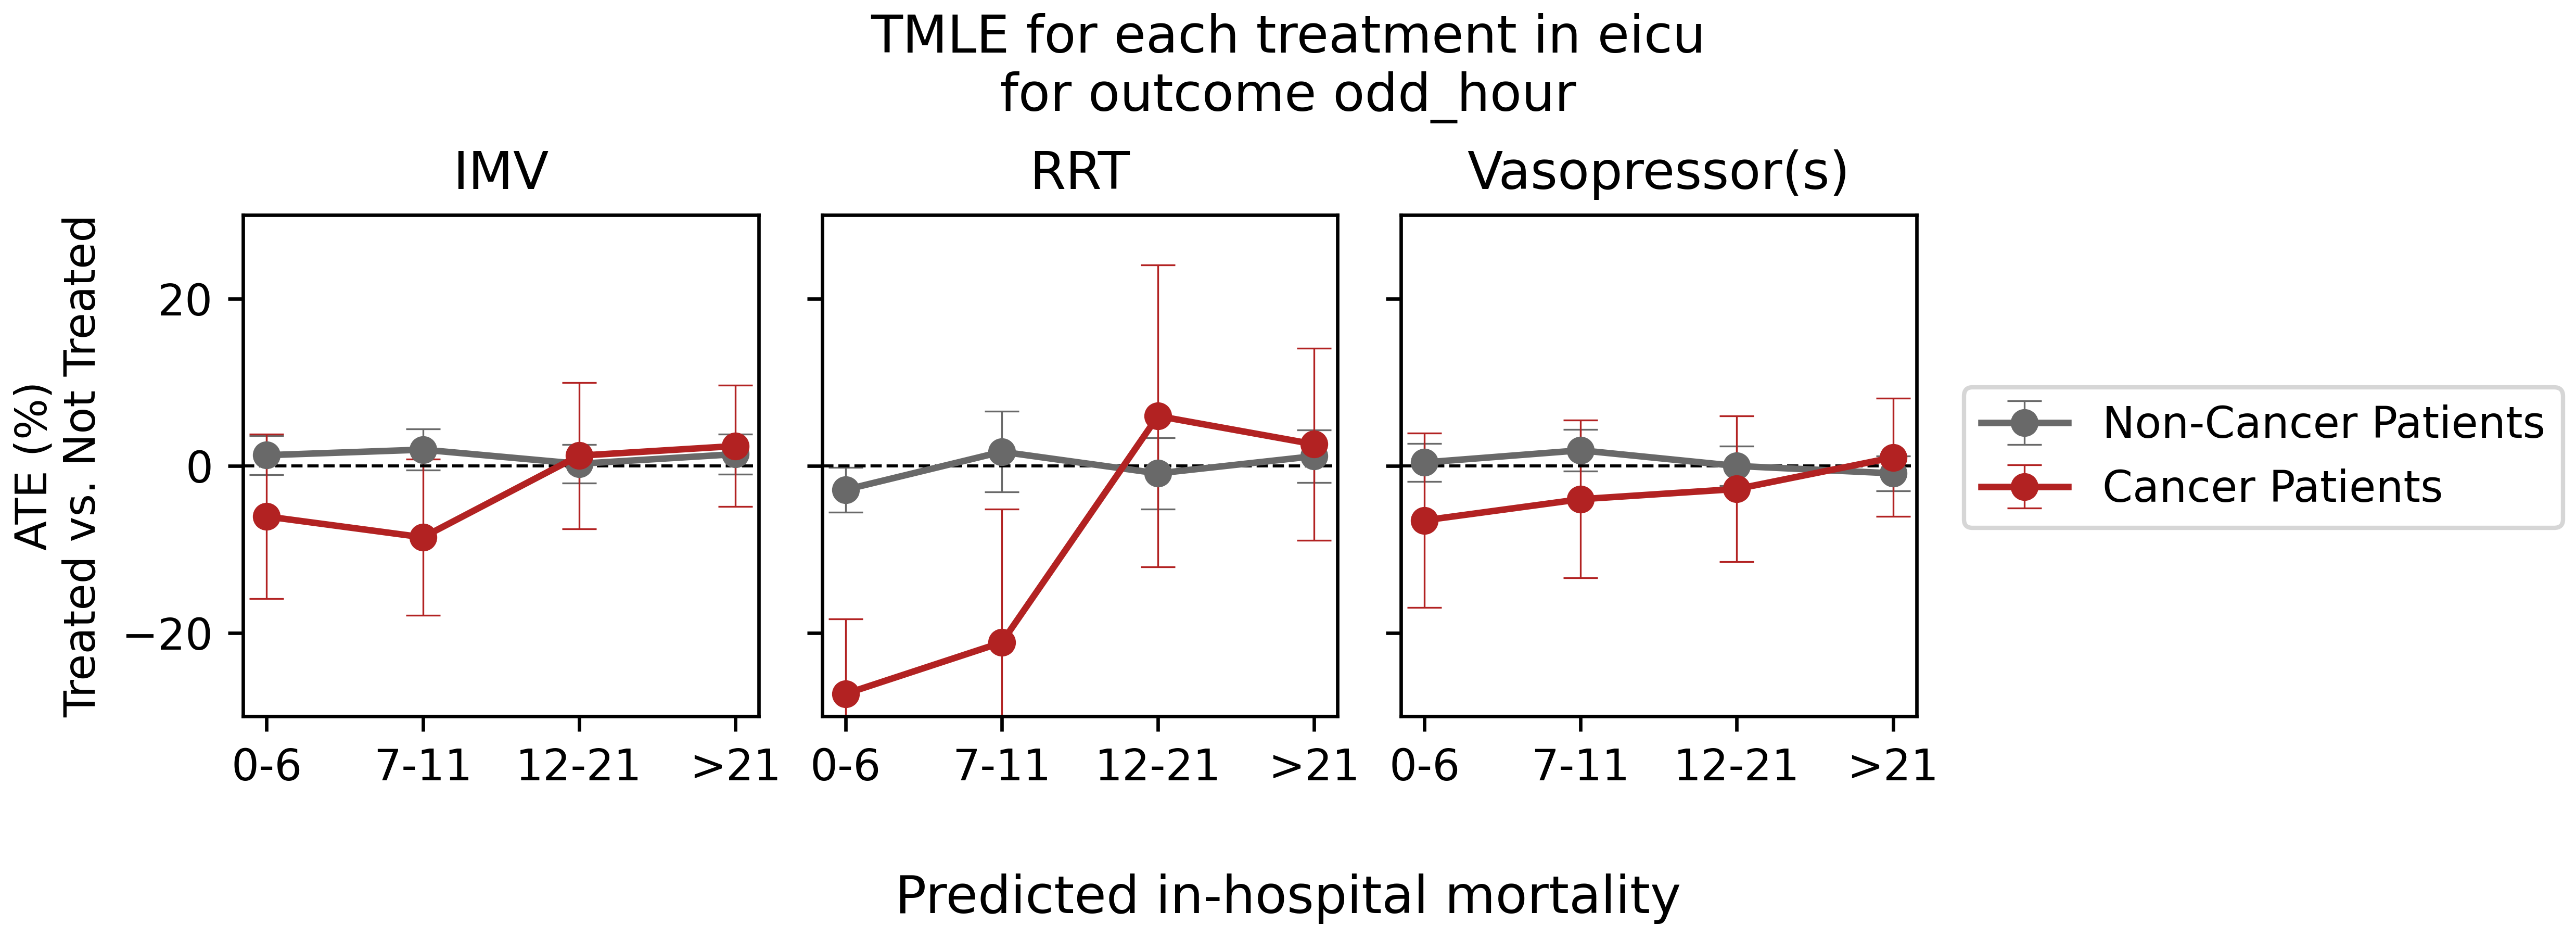 TMLE for each treatment in eicu
for outcome odd_hour
IMV
RRT
Vasopressor(s)
ATE (%)
Treated vs. Not Treated
20
0
−20
0-6 7-11 12-21 >21
0-6 7-11 12-21 >21
0-6 7-11 12-21 >21
Non-Cancer Patients
Cancer Patients
Predicted in-hospital mortality